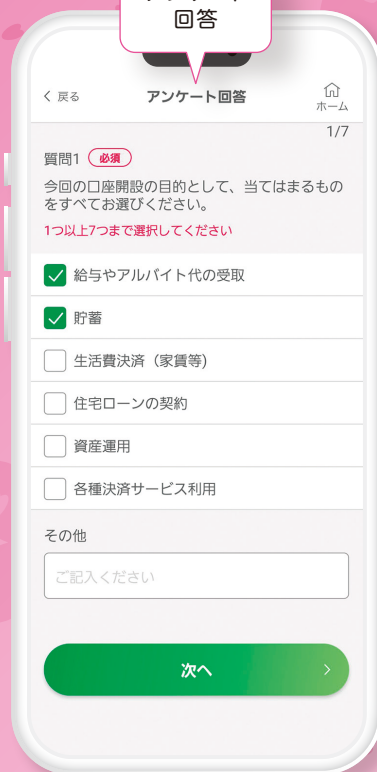 回答
戻る
アンケート回答
ホーム
1/7
質問1 必須
今回の口座開設の目的として、当てはまるもの
をすべてお選びください。
1つ以上7つまで選択してください
給与やアルバイト代の受取
貯蓄
生活費決済（家賃等)
住宅ローンの契約
資産運用
各種決済サービス利用
その他
ご記入ください
次へ